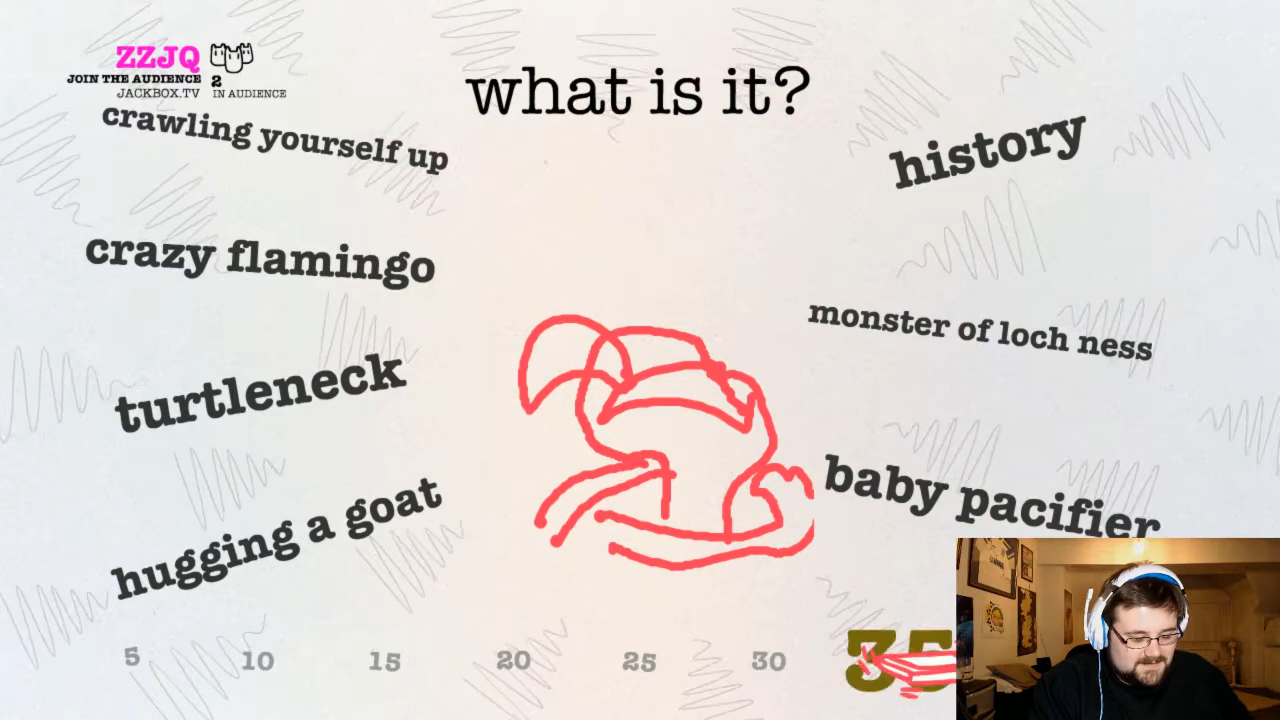 ZZJQ
JOIN THE AUDIENCE 2
JACKBOX.TV IN AUDIENCE
what is it?
crawling yourself up
history
crazy flamingo
monster of loch ness
turtleneck
baby pacifier
hugging a goat
5 10 15 20 25 30 35